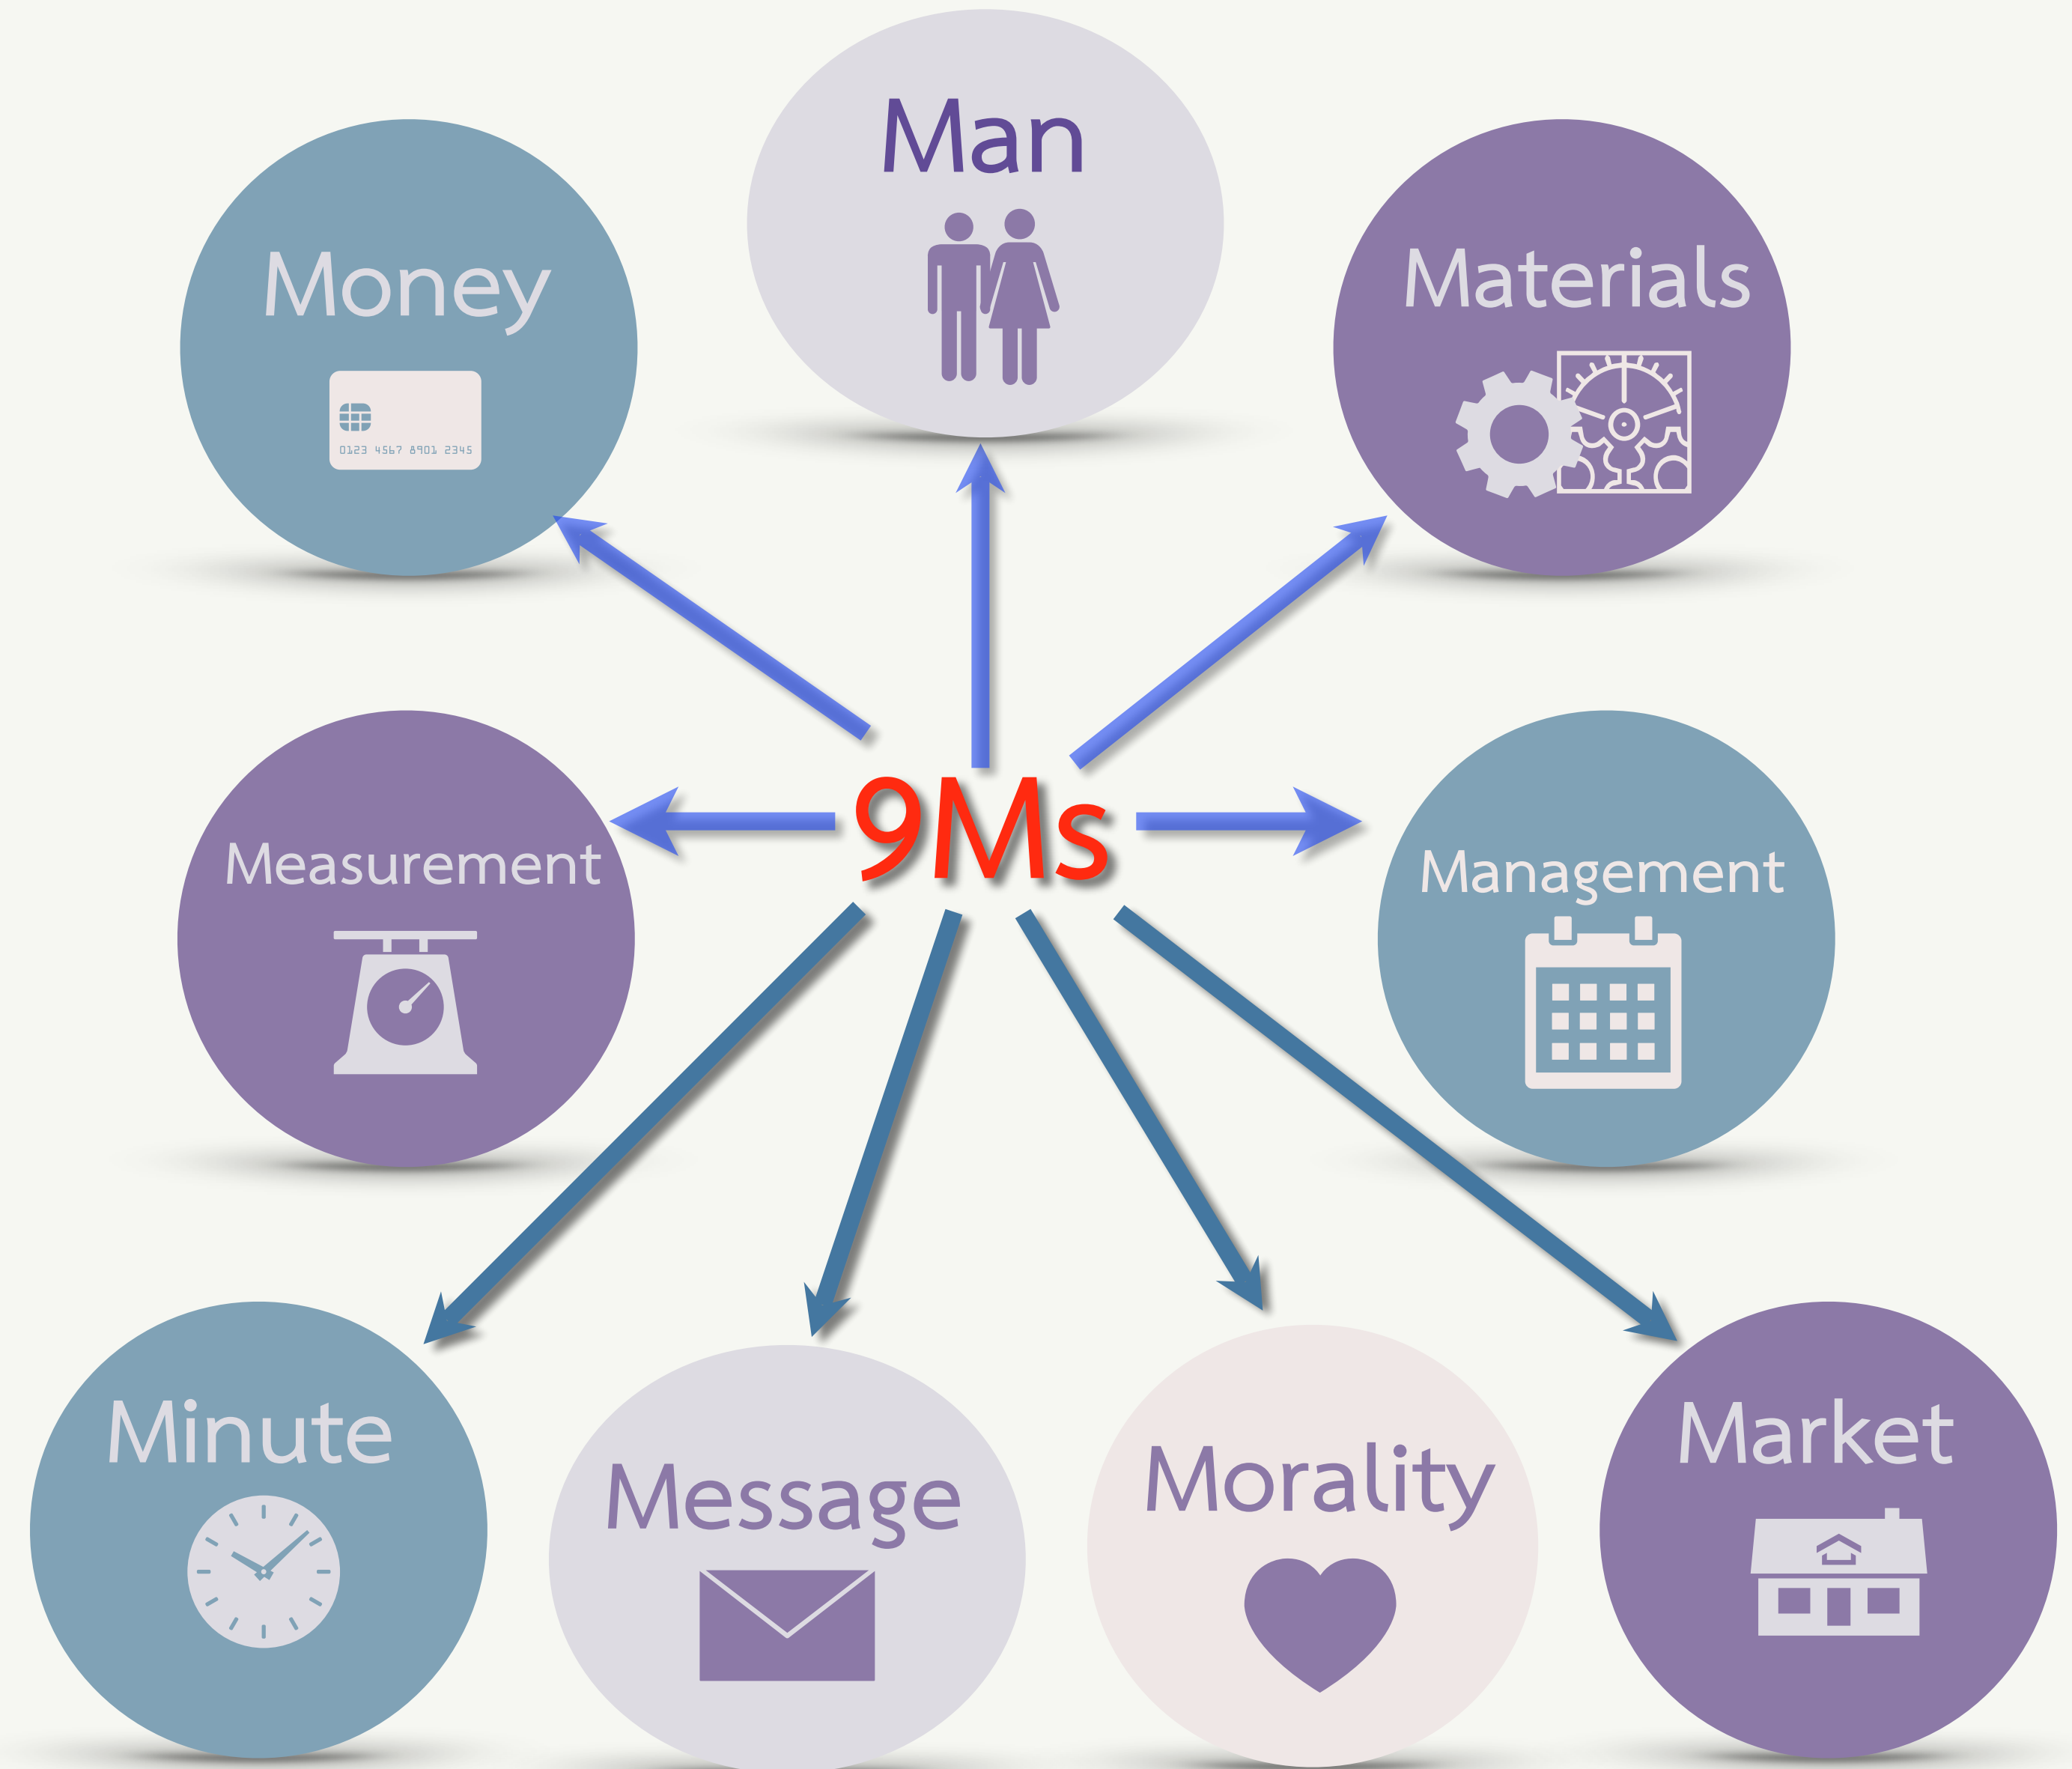 Man
Money
Materials
0123 4567 8901 2345
9Ms
Measurement
Management
Minute
Message
Morality
Market